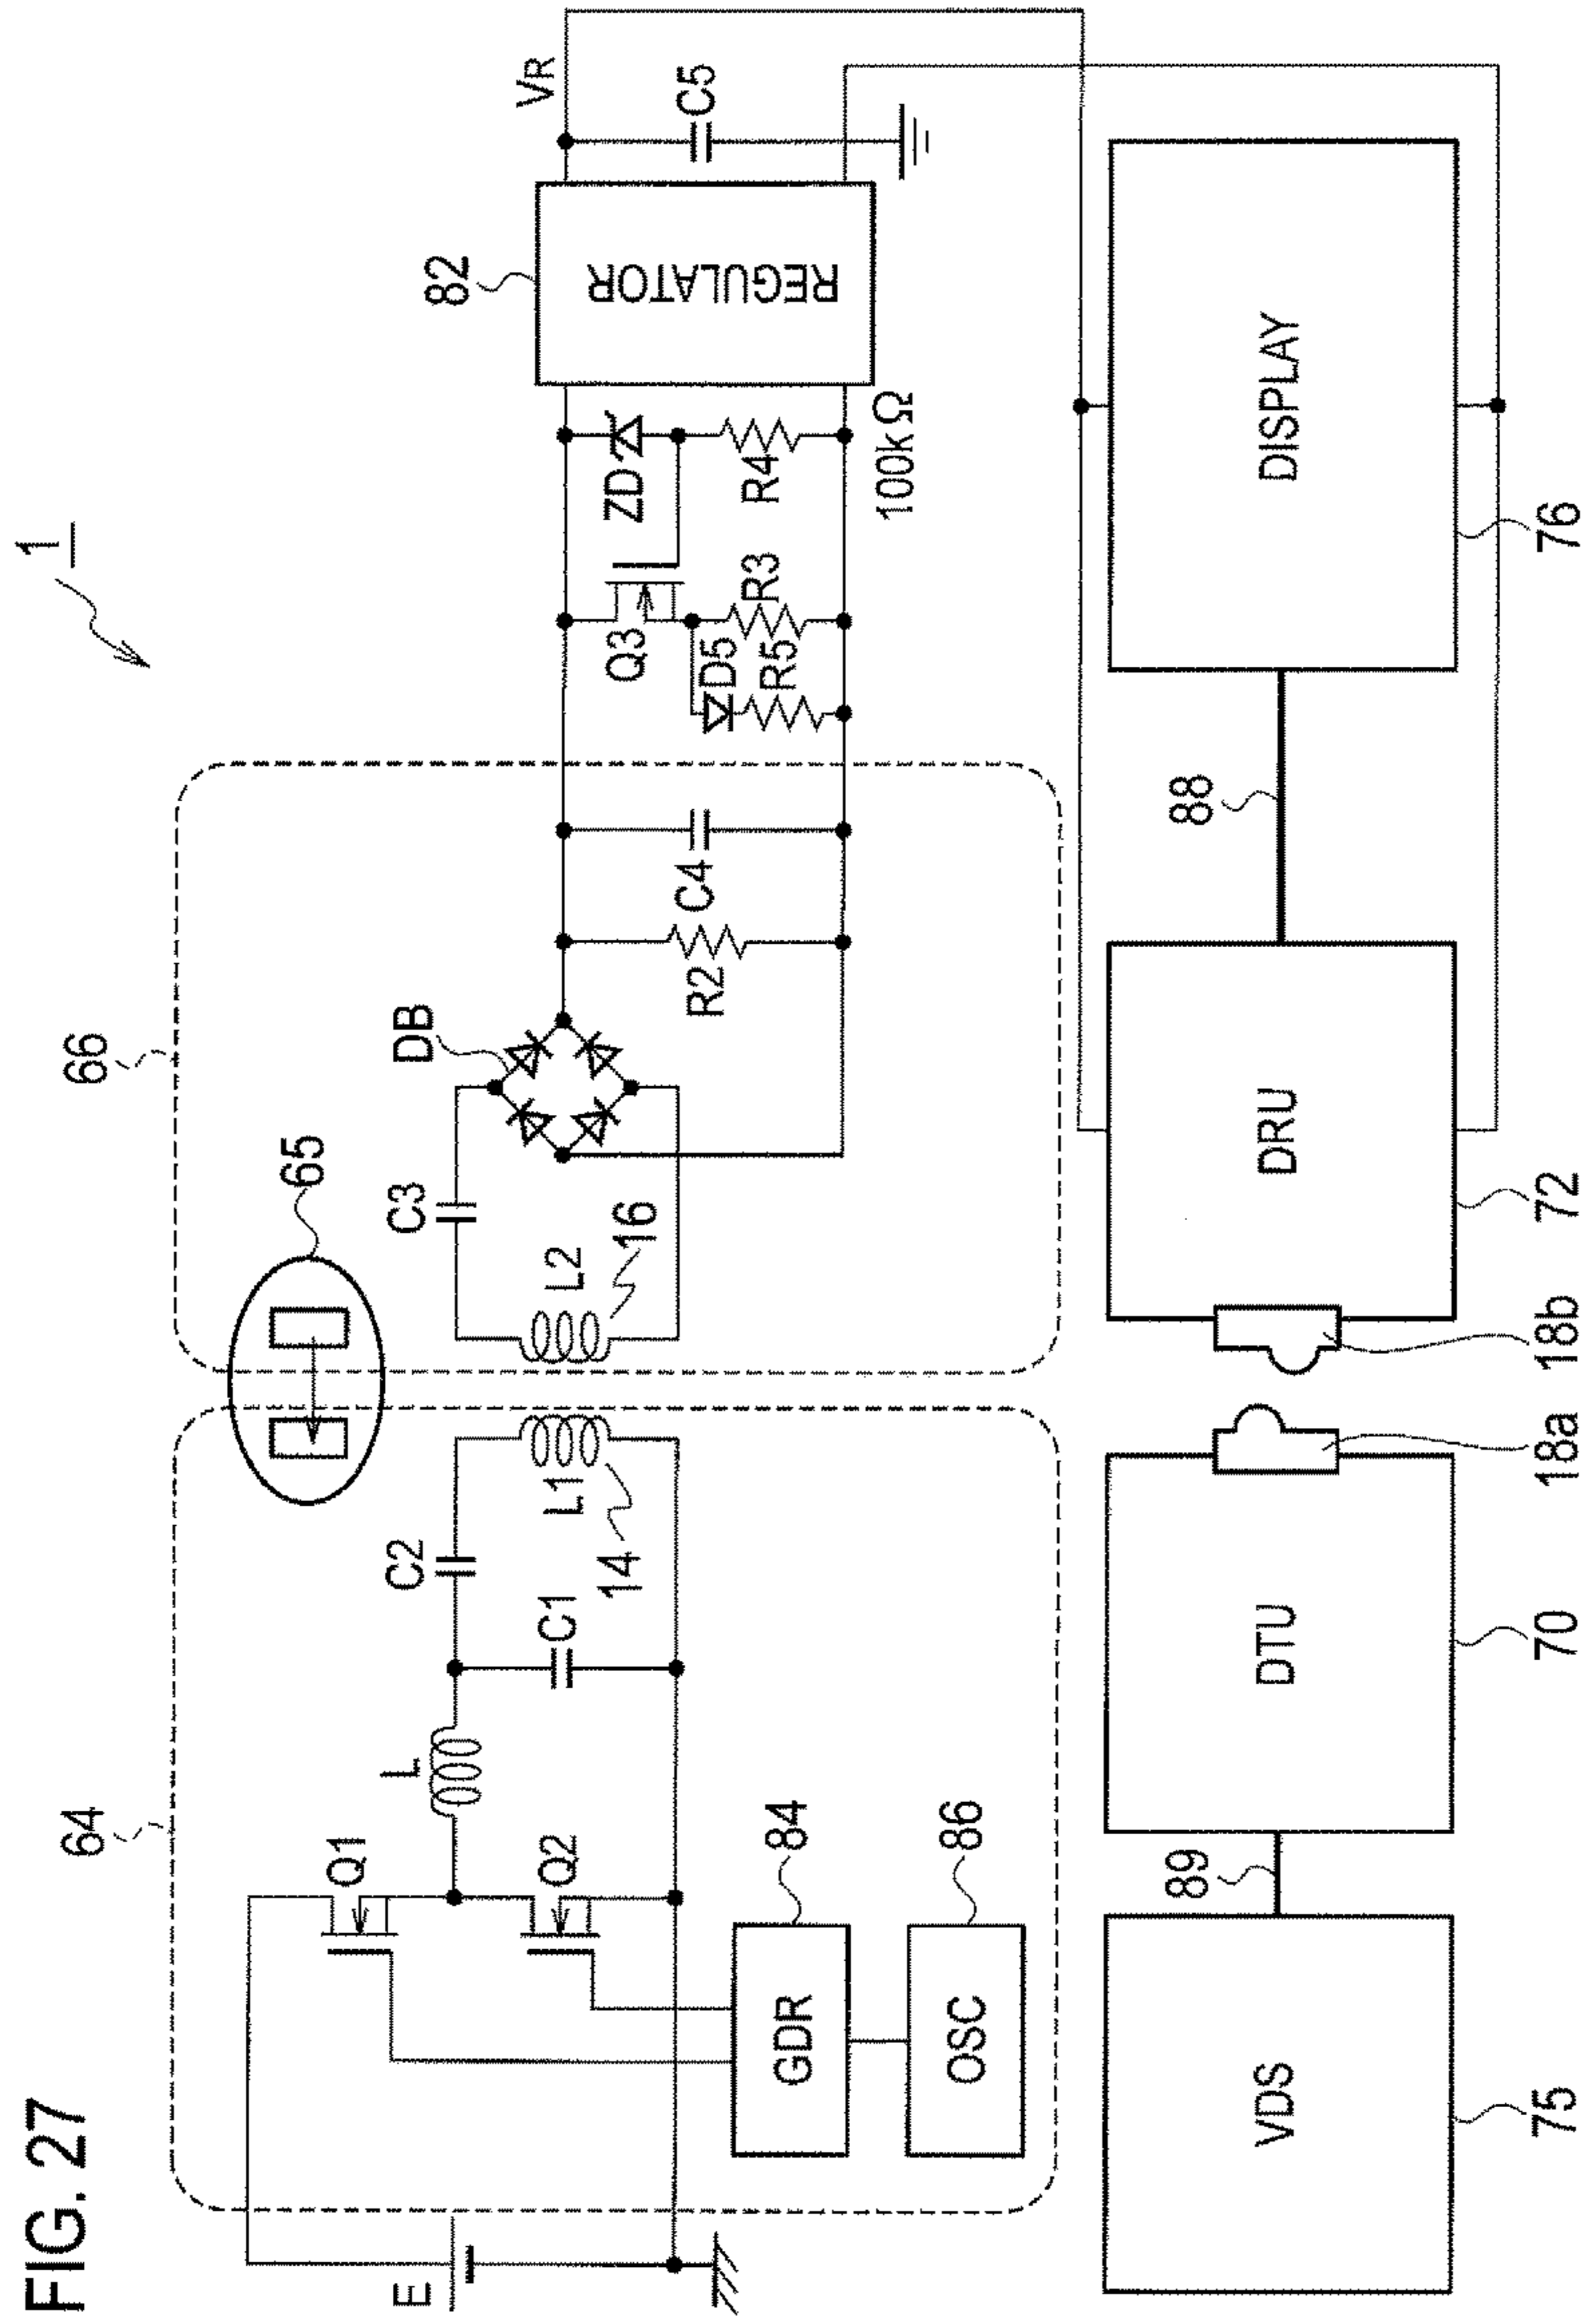 FIG. 27
1
64
65
66
E
Q1
Q2
L
C1
C2
L1
14
GDR
84
OSC
86
L2
16
C3
DB
R2
C4
Q3
D5
R5
R3
ZD
R4
100k Ω
82
REGULATOR
VR
C5
VDS
75
89
DTU
70
18a
18b
DRU
72
88
DISPLAY
76